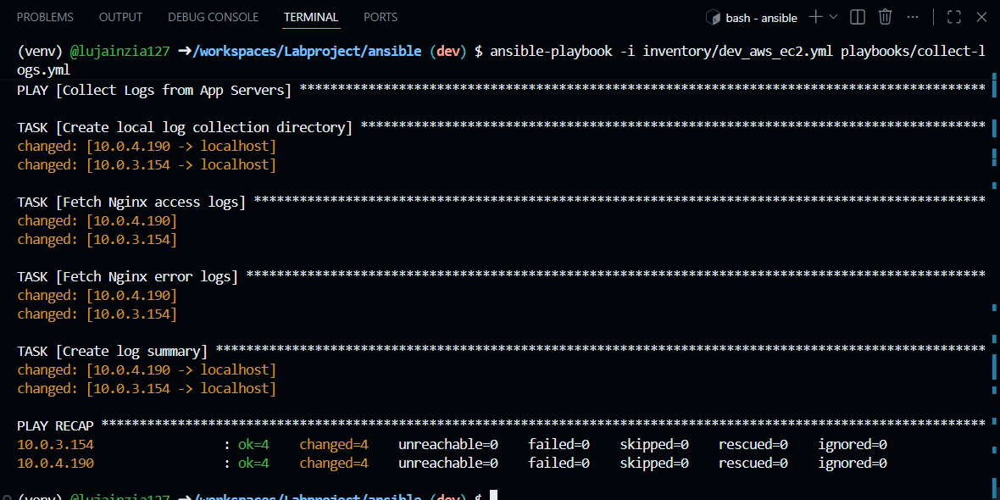 PROBLEMS OUTPUT DEBUG CONSOLE TERMINAL PORTS bash - ansible
(venv) @lujainzia127 ➜/workspaces/Labproject/ansible (dev) $ ansible-playbook -i inventory/dev_aws_ec2.yml playbooks/collect-l
ogs.yml
PLAY [Collect Logs from App Servers] ******************************************************************************************
TASK [Create local log collection directory] **********************************************************************************
changed: [10.0.4.190 -> localhost]
changed: [10.0.3.154 -> localhost]
TASK [Fetch Nginx access logs] ************************************************************************************************
changed: [10.0.4.190]
changed: [10.0.3.154]
TASK [Fetch Nginx error logs] *************************************************************************************************
changed: [10.0.4.190]
changed: [10.0.3.154]
TASK [Create log summary] *****************************************************************************************************
changed: [10.0.4.190 -> localhost]
changed: [10.0.3.154 -> localhost]
PLAY RECAP ********************************************************************************************************************
10.0.3.154 : ok=4 changed=4 unreachable=0 failed=0 skipped=0 rescued=0 ignored=0
10.0.4.190 : ok=4 changed=4 unreachable=0 failed=0 skipped=0 rescued=0 ignored=0
(venv) @lujainzia127 ➜/workspaces/Labproject/ansible (dev) $